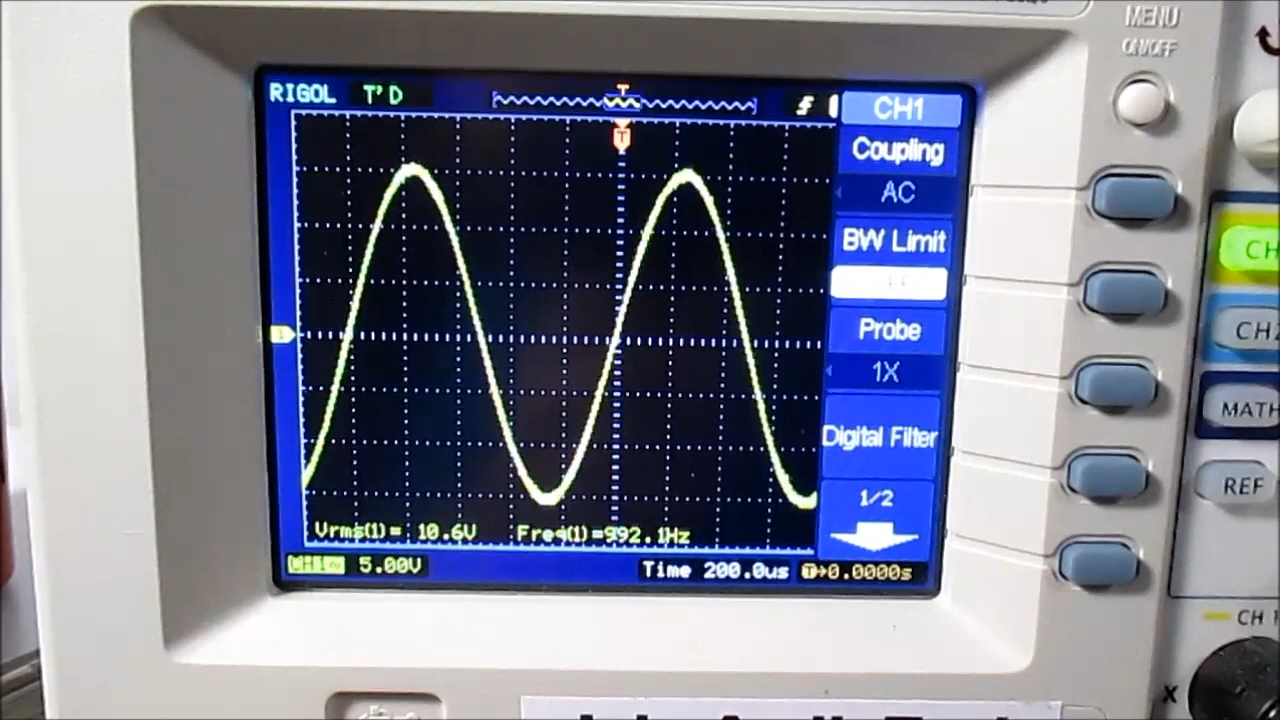 MENU
ON/OFF
RIGOL T'D
T
CH1
T
Coupling
AC
BW Limit
Probe
1X
Digital Filter
1/2
Vrms(1)= 10.6V Freq(1)=992.1Hz
5.00V Time 200.0us T→0.0000s
CH
CH2
MATH
REF
CH 1
X